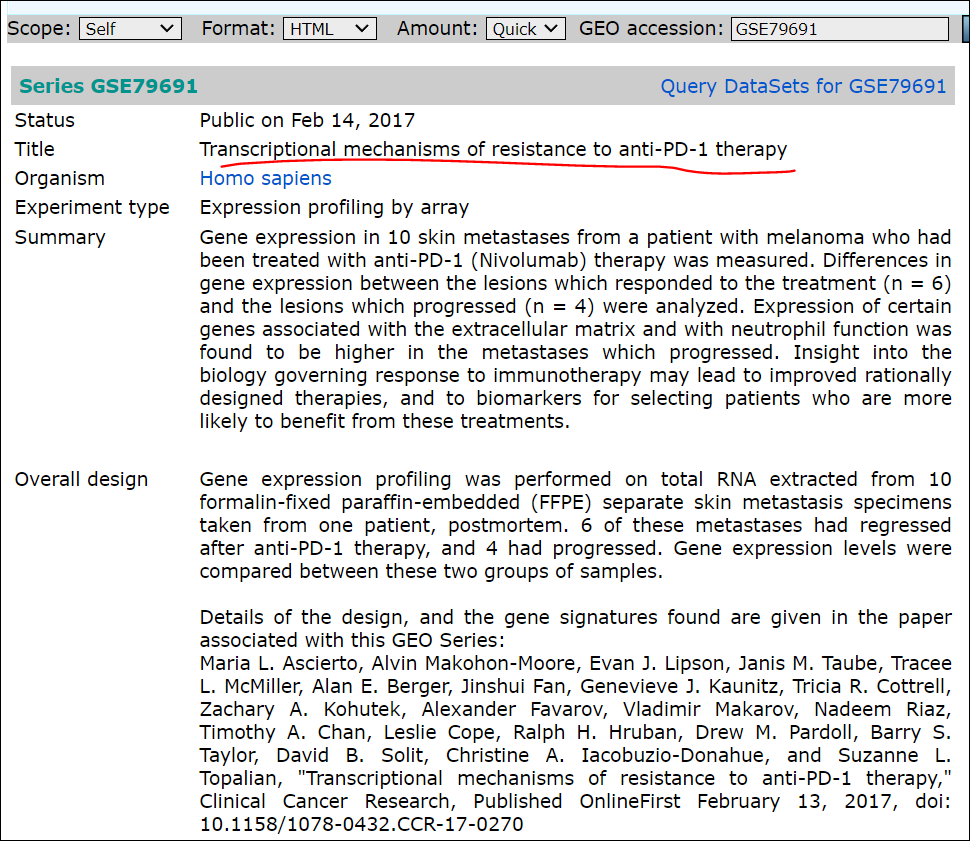 Scope: Self Format: HTML Amount: Quick GEO accession: GSE79691
Series GSE79691 Query DataSets for GSE79691
Status Public on Feb 14, 2017
Title Transcriptional mechanisms of resistance to anti-PD-1 therapy
Organism Homo sapiens
Experiment type Expression profiling by array
Summary Gene expression in 10 skin metastases from a patient with melanoma who had
been treated with anti-PD-1 (Nivolumab) therapy was measured. Differences in
gene expression between the lesions which responded to the treatment (n = 6)
and the lesions which progressed (n = 4) were analyzed. Expression of certain
genes associated with the extracellular matrix and with neutrophil function was
found to be higher in the metastases which progressed. Insight into the
biology governing response to immunotherapy may lead to improved rationally
designed therapies, and to biomarkers for selecting patients who are more
likely to benefit from these treatments.
Overall design Gene expression profiling was performed on total RNA extracted from 10
formalin-fixed paraffin-embedded (FFPE) separate skin metastasis specimens
taken from one patient, postmortem. 6 of these metastases had regressed
after anti-PD-1 therapy, and 4 had progressed. Gene expression levels were
compared between these two groups of samples.
Details of the design, and the gene signatures found are given in the paper
associated with this GEO Series:
Maria L. Ascierto, Alvin Makohon-Moore, Evan J. Lipson, Janis M. Taube, Tracee
L. McMiller, Alan E. Berger, Jinshui Fan, Genevieve J. Kaunitz, Tricia R. Cottrell,
Zachary A. Kohutek, Alexander Favarov, Vladimir Makarov, Nadeem Riaz,
Timothy A. Chan, Leslie Cope, Ralph H. Hruban, Drew M. Pardoll, Barry S.
Taylor, David B. Solit, Christine A. Iacobuzio-Donahue, and Suzanne L.
Topalian, "Transcriptional mechanisms of resistance to anti-PD-1 therapy,"
Clinical Cancer Research, Published OnlineFirst February 13, 2017, doi:
10.1158/1078-0432.CCR-17-0270